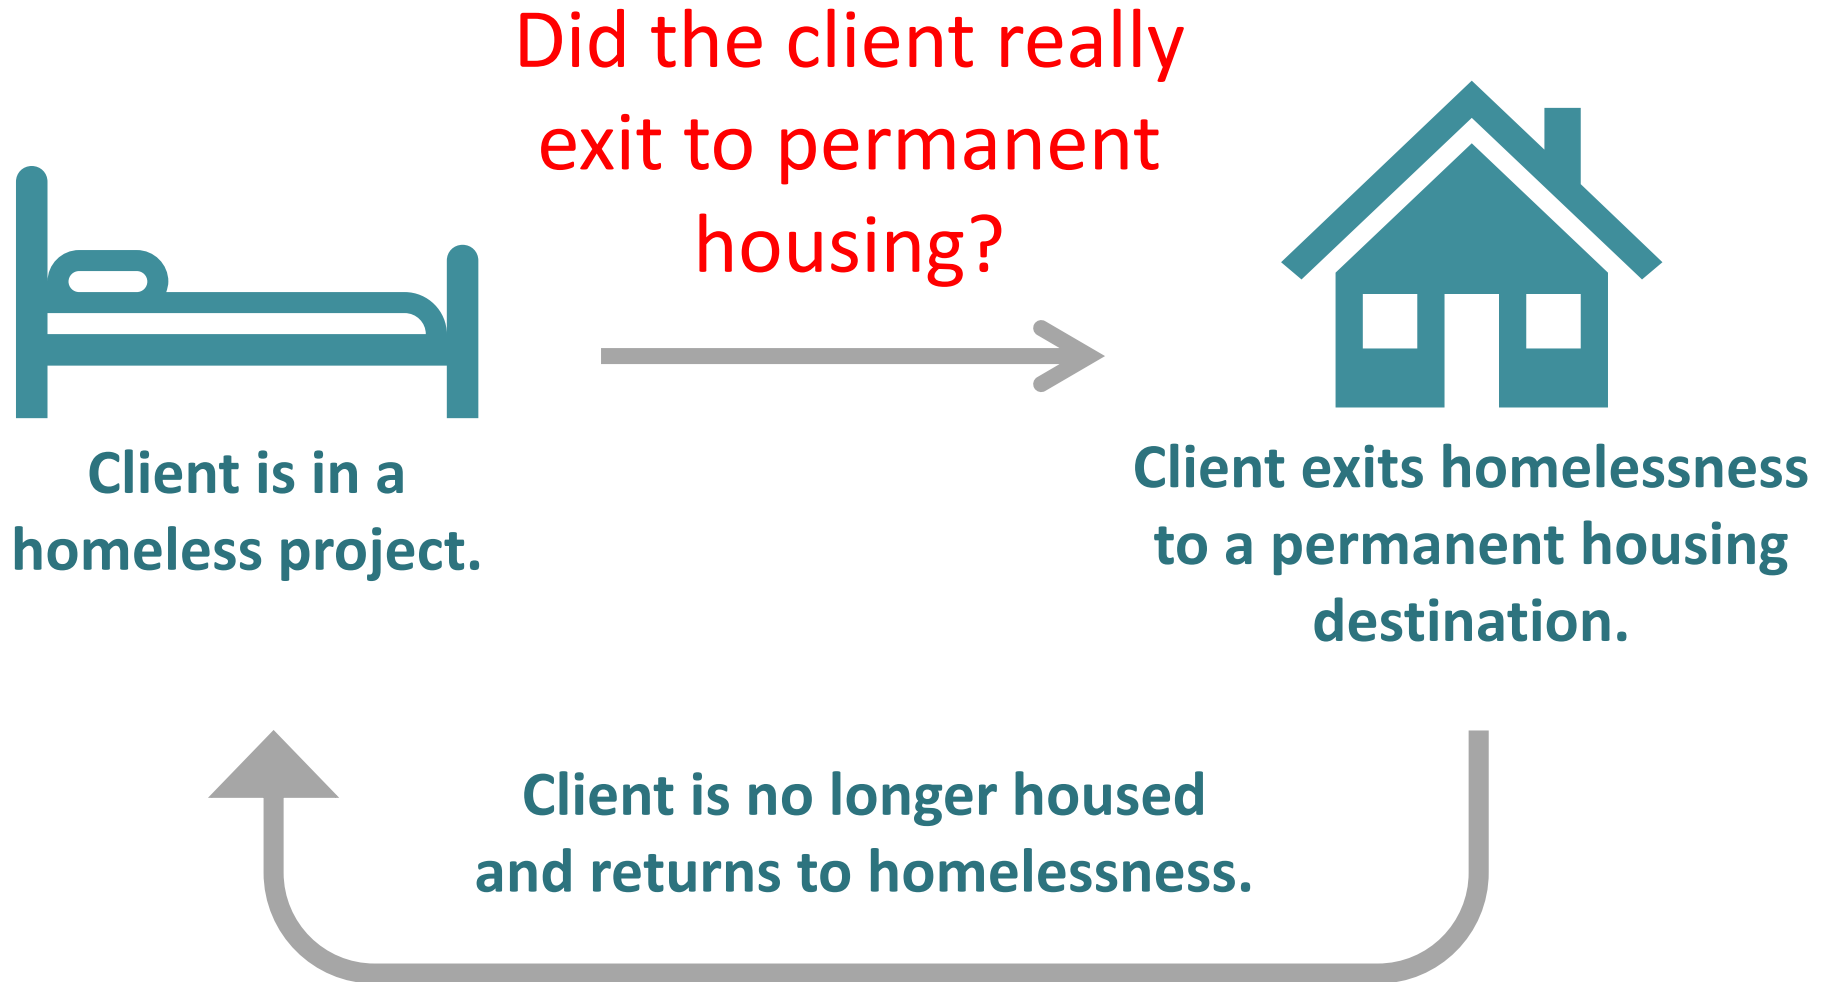 Did the client really
exit to permanent
housing?
Client is in a
homeless project.
Client exits homelessness
to a permanent housing
destination.
Client is no longer housed
and returns to homelessness.